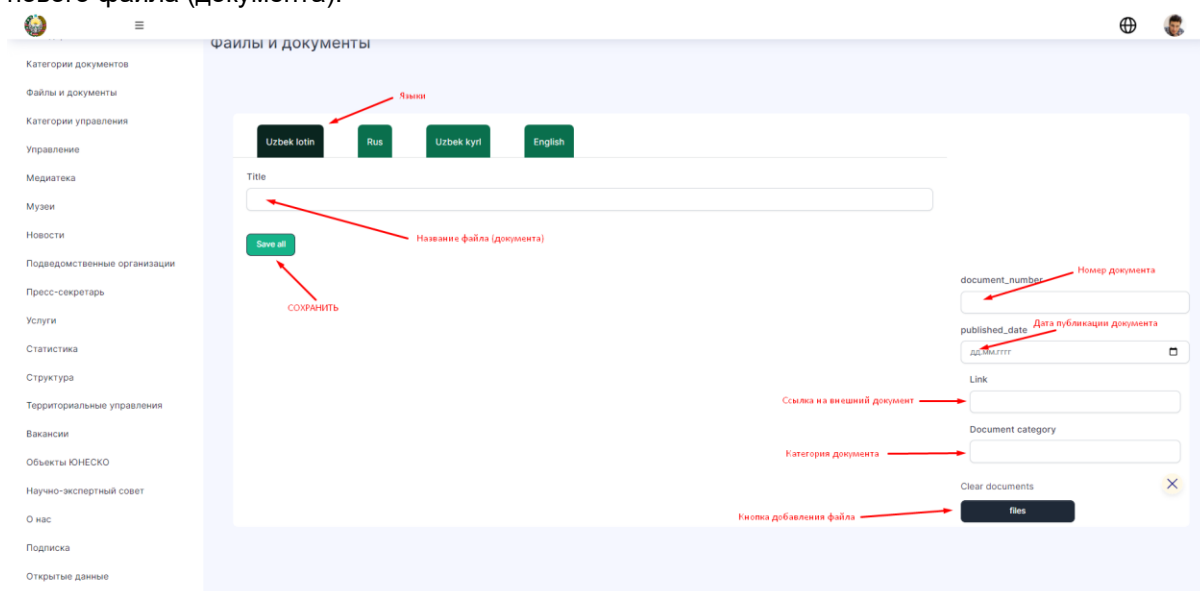 нового файла (документа).
Файлы и документы
Категории документов
Файлы и документы
Категории управления
Управление
Медиатека
Музеи
Новости
Подведомственные организации
Пресс-секретарь
Услуги
Статистика
Структура
Территориальные управления
Вакансии
Объекты ЮНЕСКО
Научно-экспертный совет
О нас
Подписка
Открытые данные
Языки
Uzbek lotin
Rus
Uzbek kyrl
English
Title
Название файла (документа)
Save all
СОХРАНИТЬ
Номер документа
document_number
Дата публикации документа
published_date
дд.мм.гггг
Link
Ссылка на внешний документ
Document category
Категория документа
Clear documents
files
Кнопка добавления файла